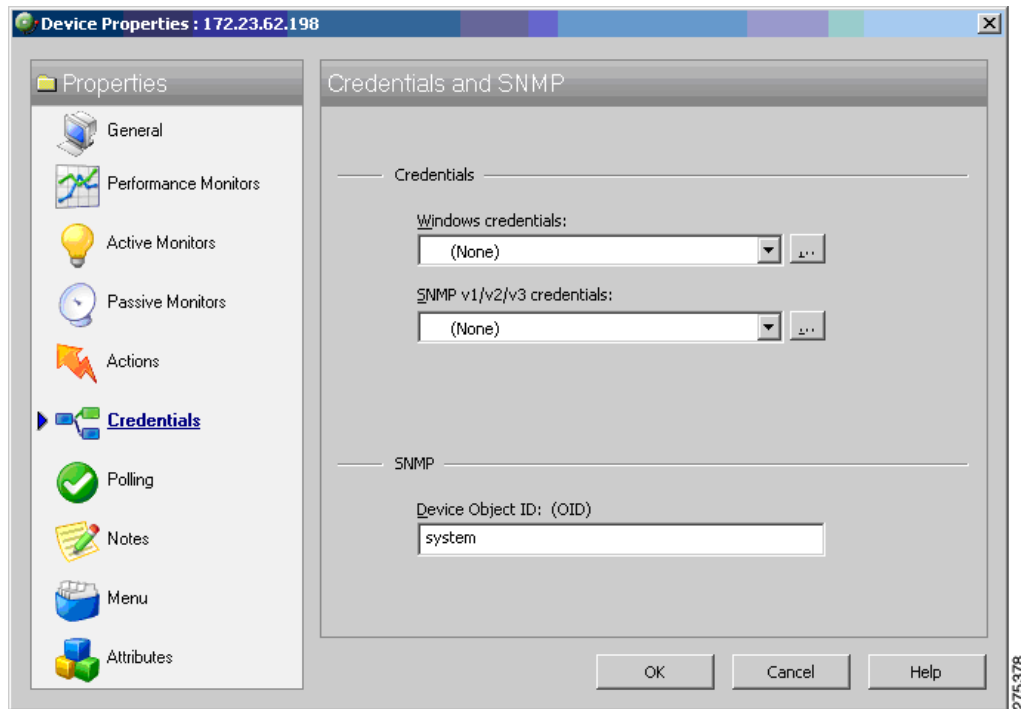 Device Properties : 172.23.62.198
Properties
General
Performance Monitors
Active Monitors
Passive Monitors
Actions
Credentials
Polling
Notes
Menu
Attributes
Credentials and SNMP
Credentials
Windows credentials:
(None)
...
SNMP v1/v2/v3 credentials:
(None)
...
SNMP
Device Object ID: (OID)
system
OK
Cancel
Help
275378